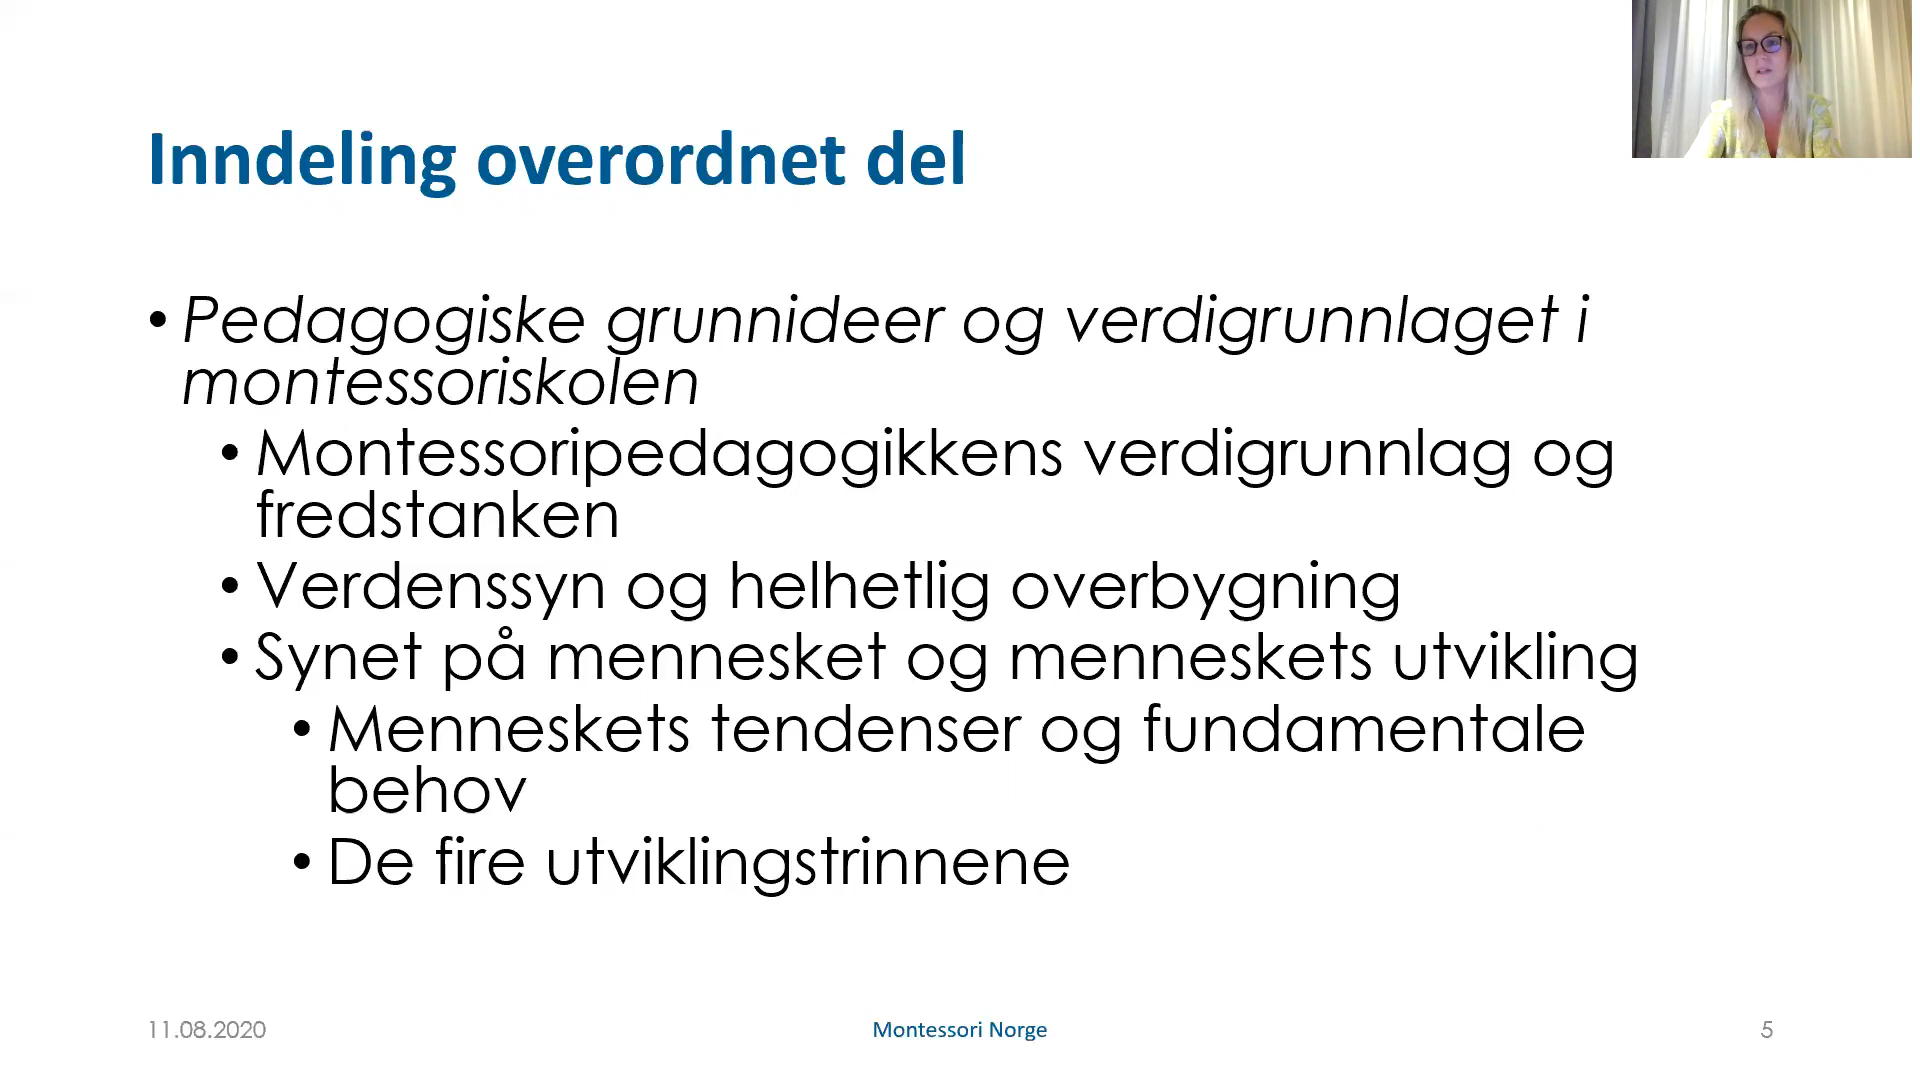 Inndeling overordnet del
• Pedagogiske grunnideer og verdigrunnlaget i
montessoriskolen
• Montessoripedagogikkens verdigrunnlag og
fredstanken
• Verdenssyn og helhetlig overbygning
• Synet på mennesket og menneskets utvikling
• Menneskets tendenser og fundamentale
behov
• De fire utviklingstrinnene
11.08.2020
Montessori Norge
5